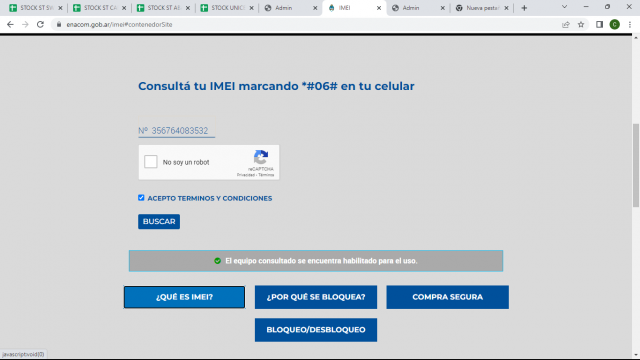 STOCK ST SW
STOCK ST CA
STOCK ST AS
STOCK UNIC
Admin
IMEI
Admin
Nueva pesta
enacom.gob.ar/imei#contenedorSite
C
Consultá tu IMEI marcando *#06# en tu celular
Nº 356764083532
No soy un robot
reCAPTCHA
Privacidad - Términos
ACEPTO TERMINOS Y CONDICIONES
BUSCAR
El equipo consultado se encuentra habilitado para el uso.
¿QUÉ ES IMEI?
¿POR QUÉ SE BLOQUEA?
COMPRA SEGURA
BLOQUEO/DESBLOQUEO
javascript:void(0)